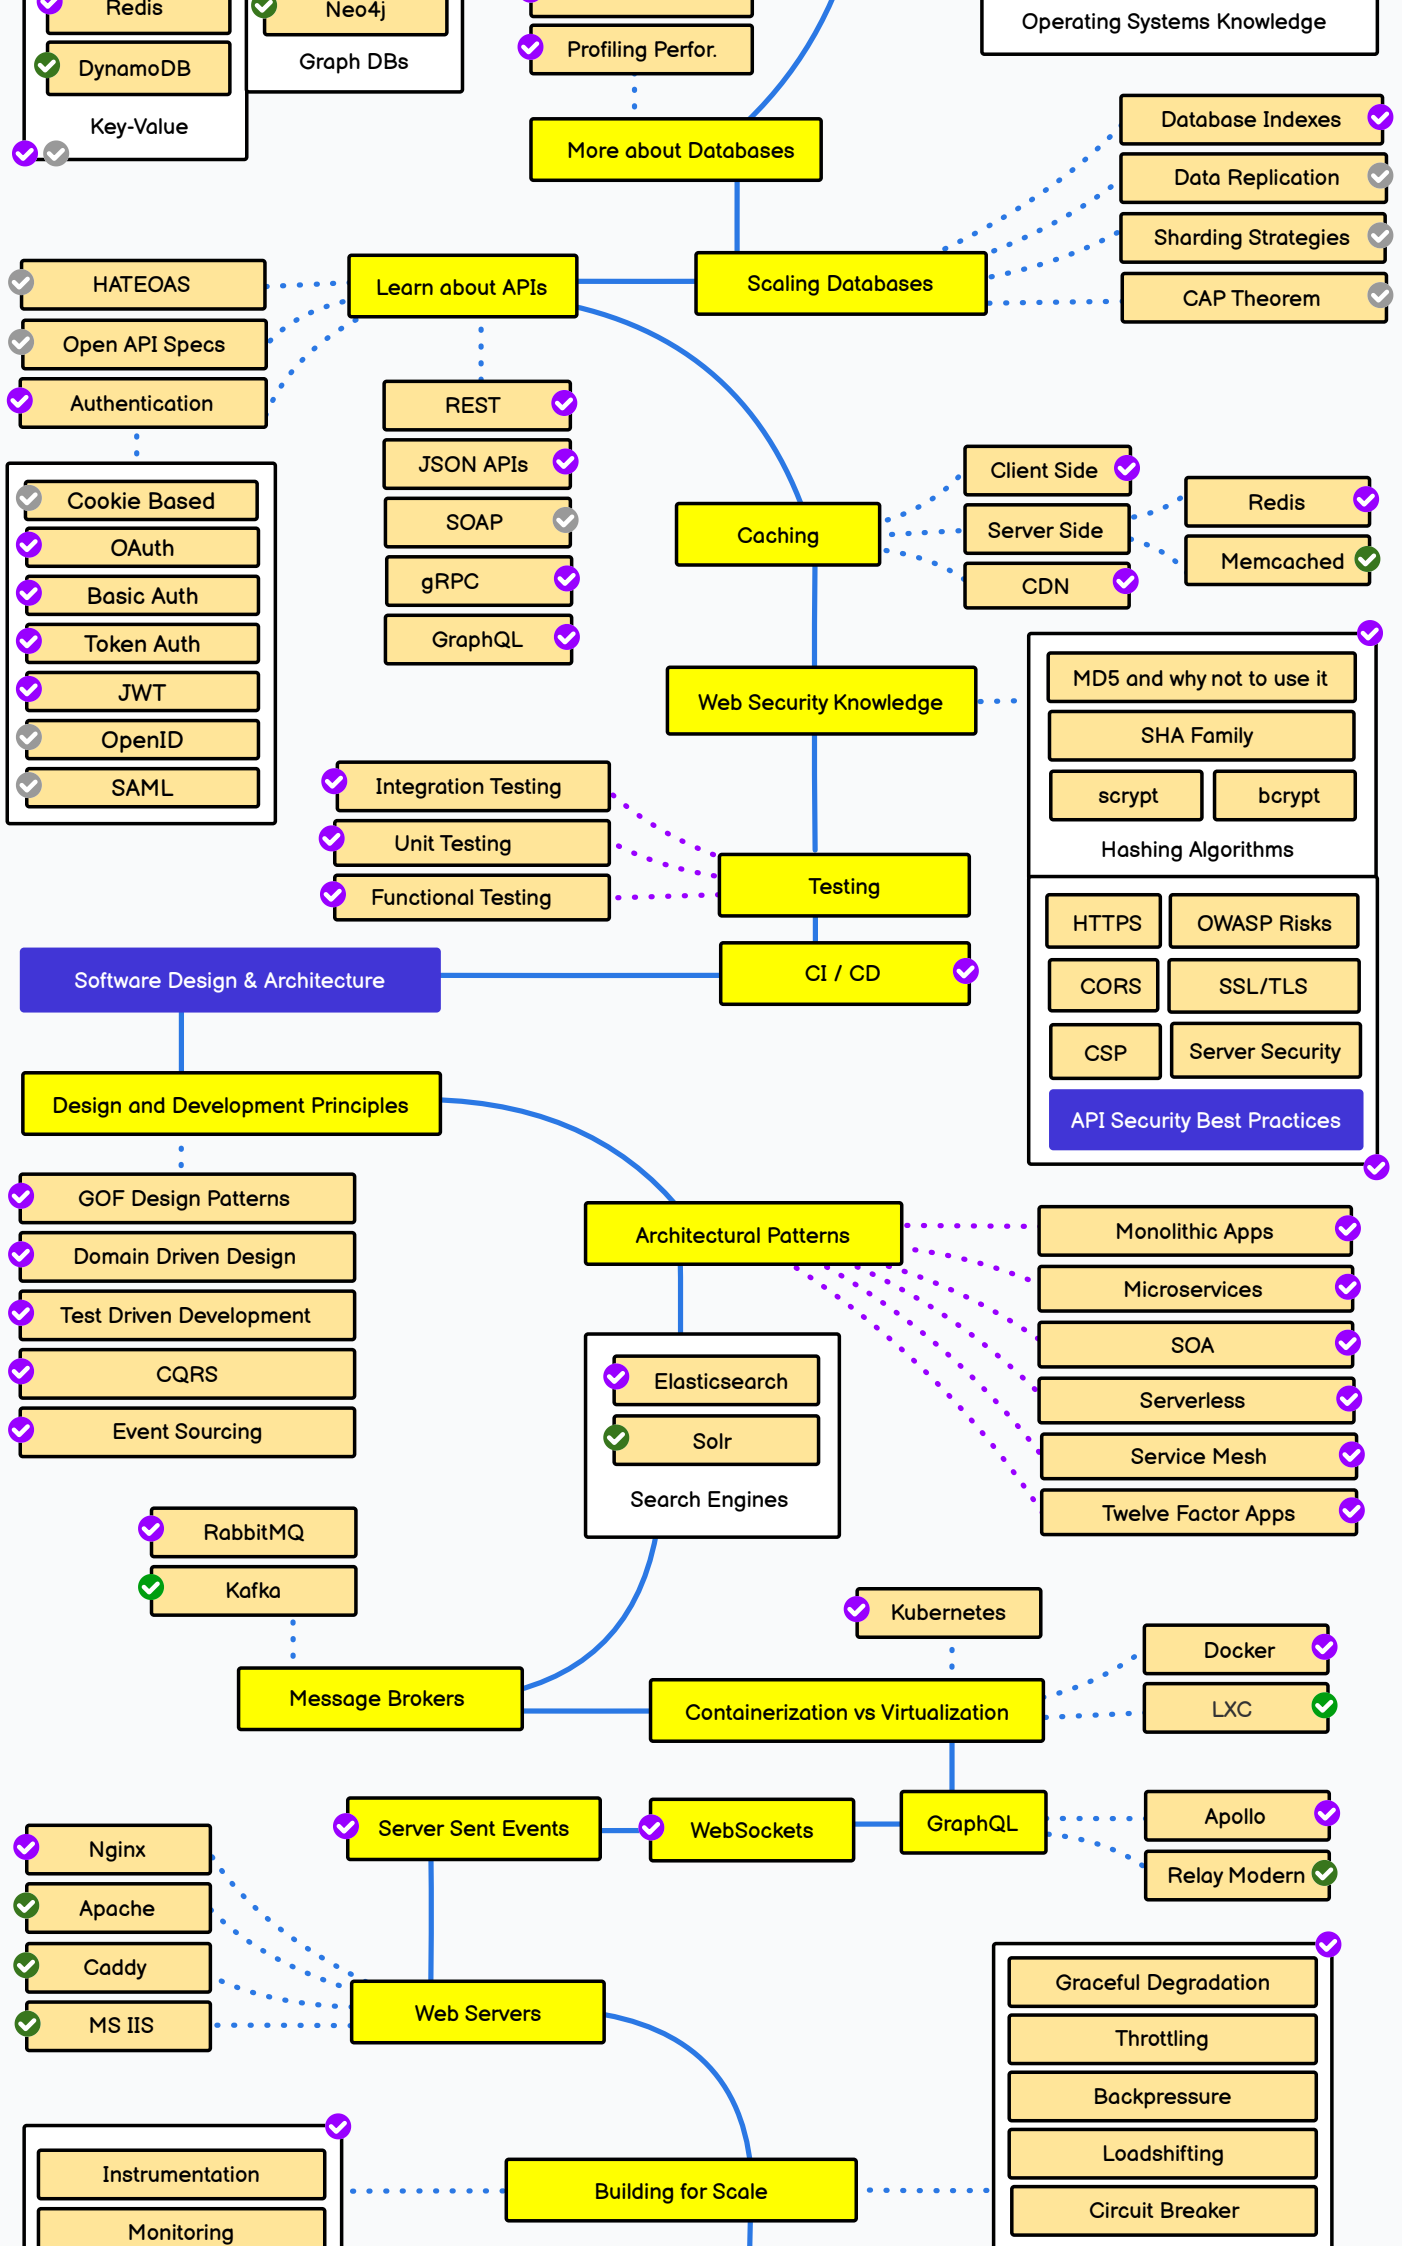 Redis
Neo4j
DynamoDB
Graph DBs
Key-Value
Profiling Perfor.
Operating Systems Knowledge
More about Databases
Database Indexes
Data Replication
Sharding Strategies
CAP Theorem
Scaling Databases
Learn about APIs
HATEOAS
Open API Specs
Authentication
Cookie Based
OAuth
Basic Auth
Token Auth
JWT
OpenID
SAML
REST
JSON APIs
SOAP
gRPC
GraphQL
Caching
Client Side
Server Side
CDN
Redis
Memcached
Web Security Knowledge
MD5 and why not to use it
SHA Family
scrypt
bcrypt
Hashing Algorithms
HTTPS
OWASP Risks
CORS
SSL/TLS
CSP
Server Security
API Security Best Practices
Integration Testing
Unit Testing
Functional Testing
Testing
CI / CD
Software Design & Architecture
Design and Development Principles
GOF Design Patterns
Domain Driven Design
Test Driven Development
CQRS
Event Sourcing
Architectural Patterns
Monolithic Apps
Microservices
SOA
Serverless
Service Mesh
Twelve Factor Apps
Elasticsearch
Solr
Search Engines
RabbitMQ
Kafka
Message Brokers
Kubernetes
Containerization vs Virtualization
Docker
LXC
GraphQL
Apollo
Relay Modern
WebSockets
Server Sent Events
Nginx
Apache
Caddy
MS IIS
Web Servers
Graceful Degradation
Throttling
Backpressure
Loadshifting
Circuit Breaker
Building for Scale
Instrumentation
Monitoring